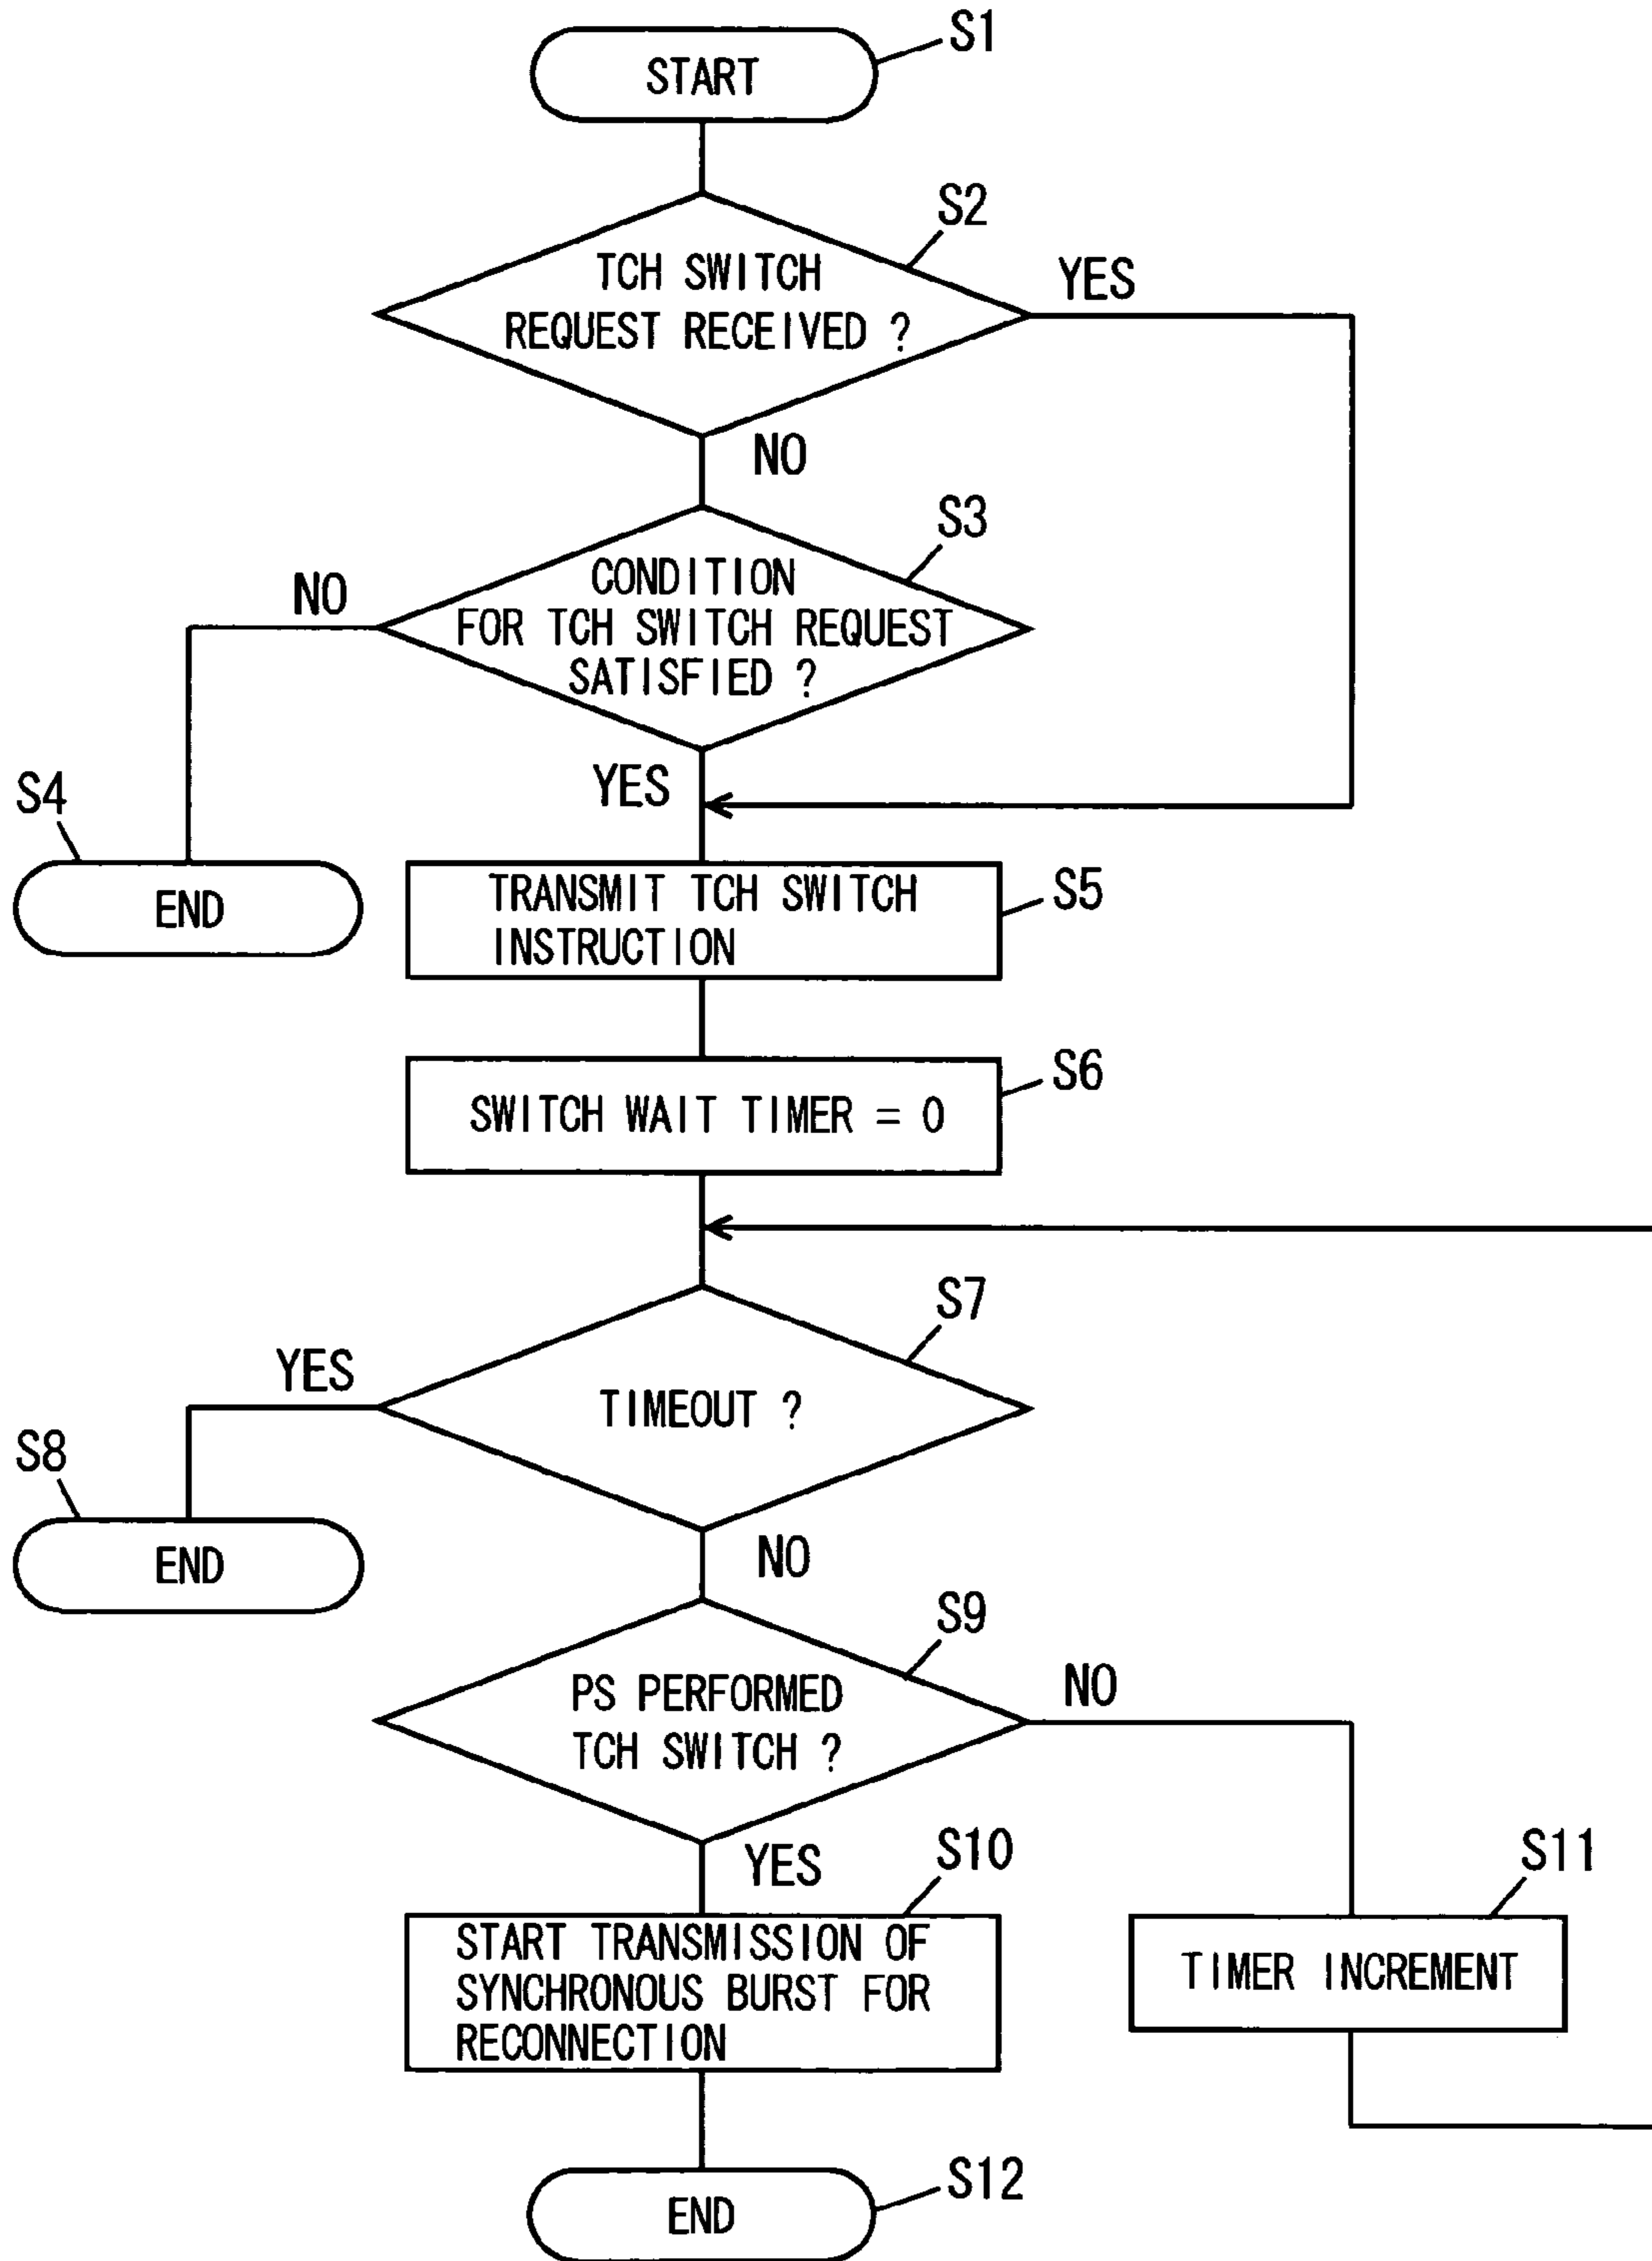 S1
START
S2
TCH SWITCH
REQUEST RECEIVED ?
YES
NO
S3
CONDITION
FOR TCH SWITCH REQUEST
SATISFIED ?
NO
YES
S4
END
TRANSMIT TCH SWITCH
INSTRUCTION
S5
SWITCH WAIT TIMER = 0
S6
S7
TIMEOUT ?
YES
S8
END
NO
S9
PS PERFORMED
TCH SWITCH ?
NO
YES
S10
START TRANSMISSION OF
SYNCHRONOUS BURST FOR
RECONNECTION
S11
TIMER INCREMENT
END
S12